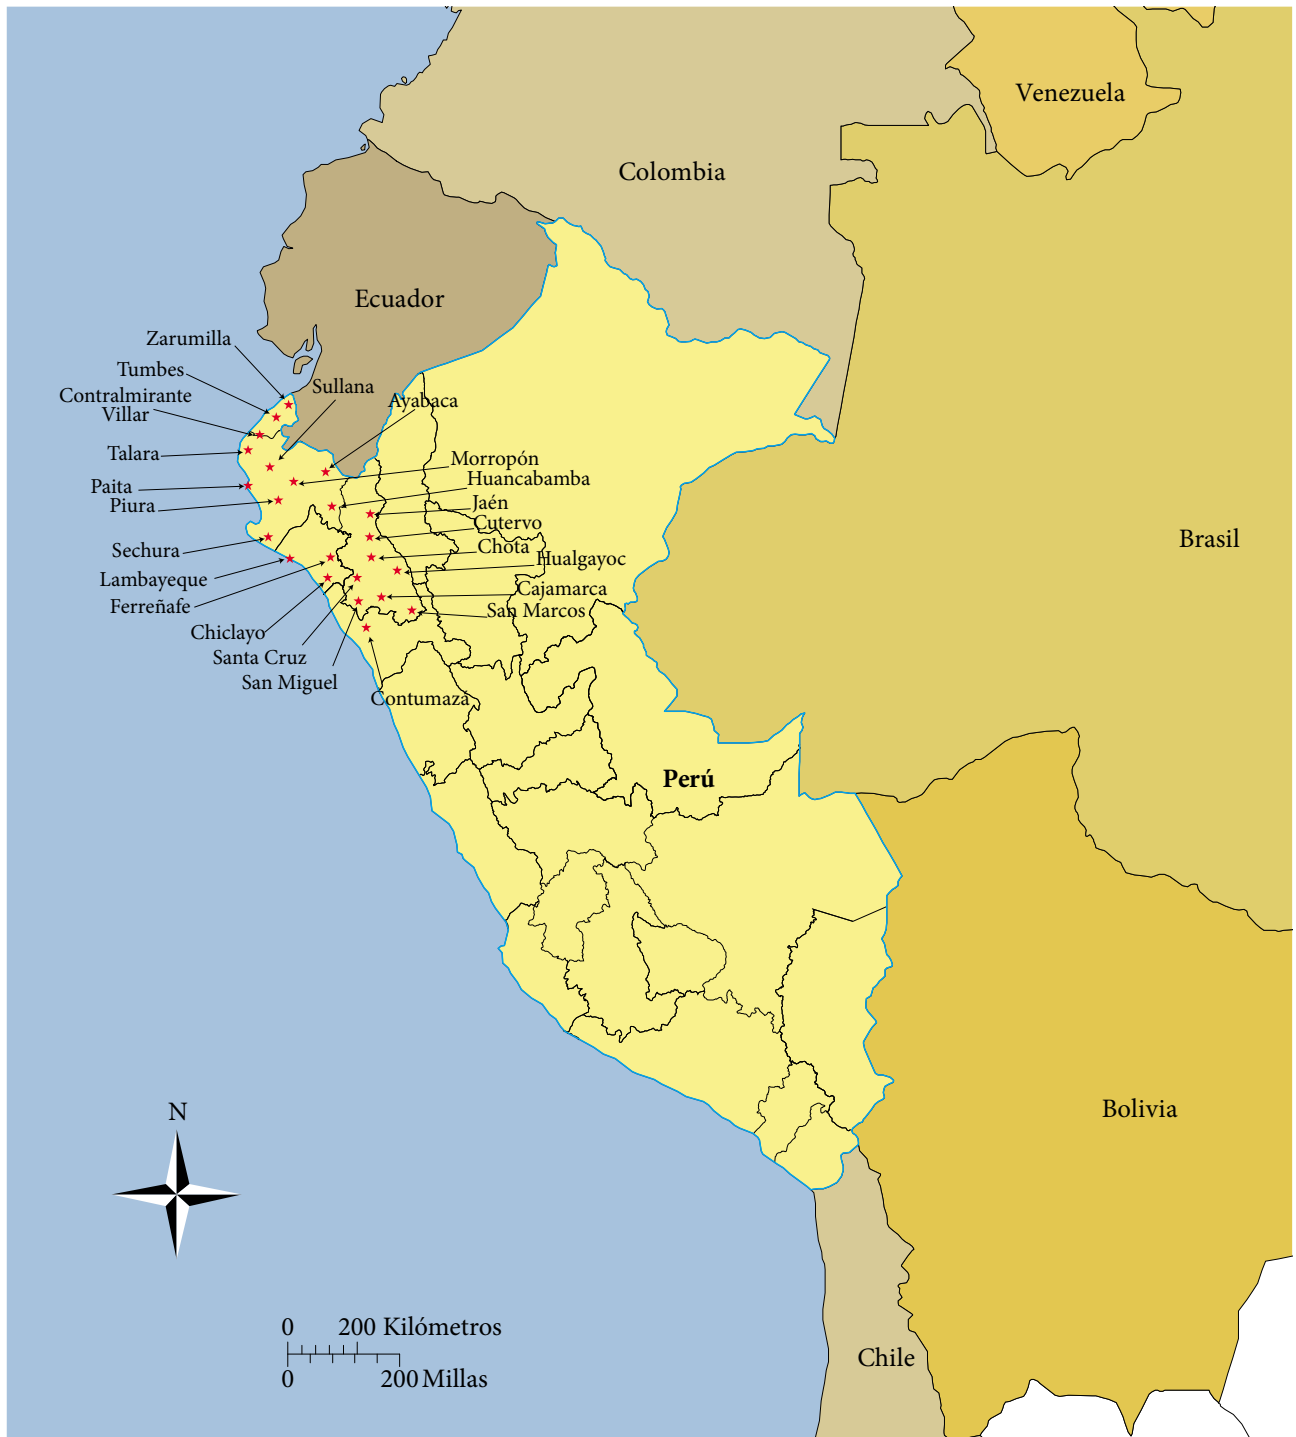 Venezuela
Colombia
Ecuador
Zarumilla
Tumbes
Sullana
Contralmirante
Villar
Ayabaca
Talara
Morropón
Huancabamba
Paita
Piura
Jaén
Cutervo
Brasil
Sechura
Chota
Hualgayoc
Lambayeque
Cajamarca
Ferreñafe
San Marcos
Chiclayo
Santa Cruz
San Miguel
Contumazá
Perú
Bolivia
N
0 200 Kilómetros
0 200 Millas
Chile